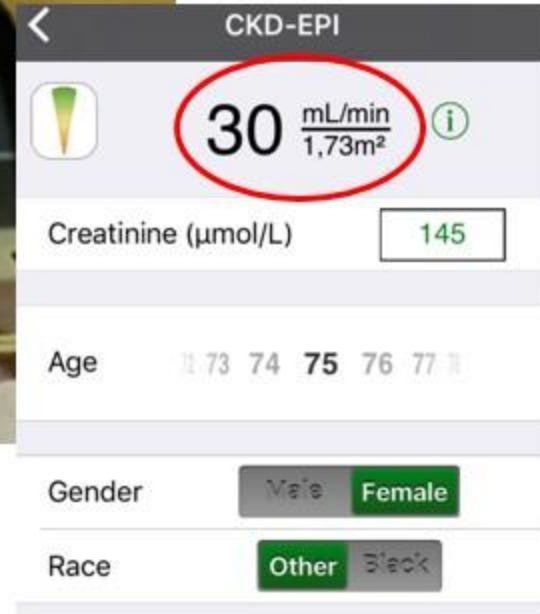 CKD-EPI
30 mL/min
1,73m²
i
Creatinine (µmol/L) 145
Age 73 74 75 76 77
Gender Male Female
Race Other Black